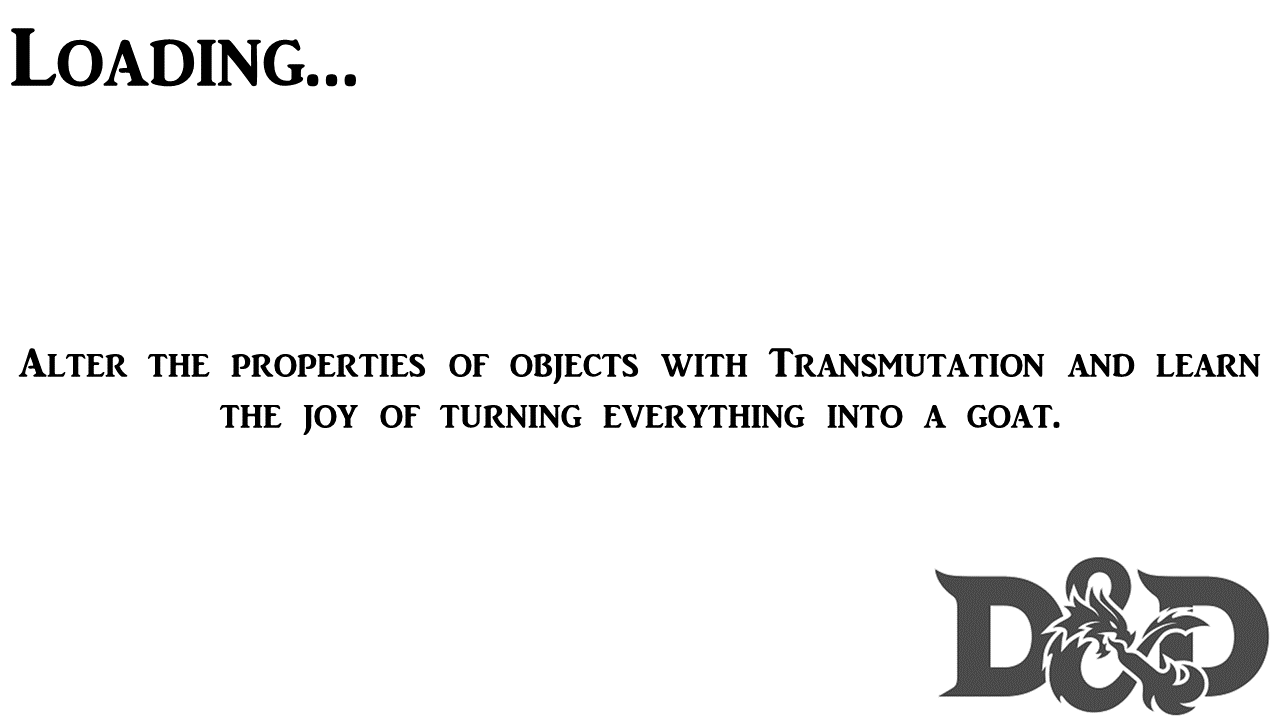 Loading...
Alter the properties of objects with Transmutation and learn
the joy of turning everything into a goat.
D&D